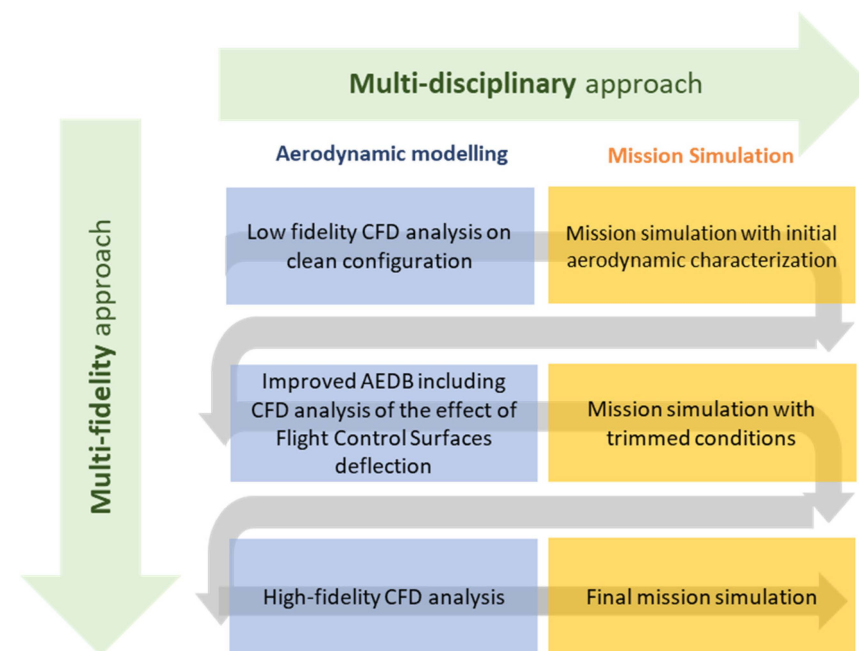 Multi-disciplinary approach
Multi-fidelity approach
Aerodynamic modelling
Mission Simulation
Low fidelity CFD analysis on
clean configuration
Mission simulation with initial
aerodynamic characterization
Improved AEDB including
CFD analysis of the effect of
Flight Control Surfaces
deflection
Mission simulation with
trimmed conditions
High-fidelity CFD analysis
Final mission simulation